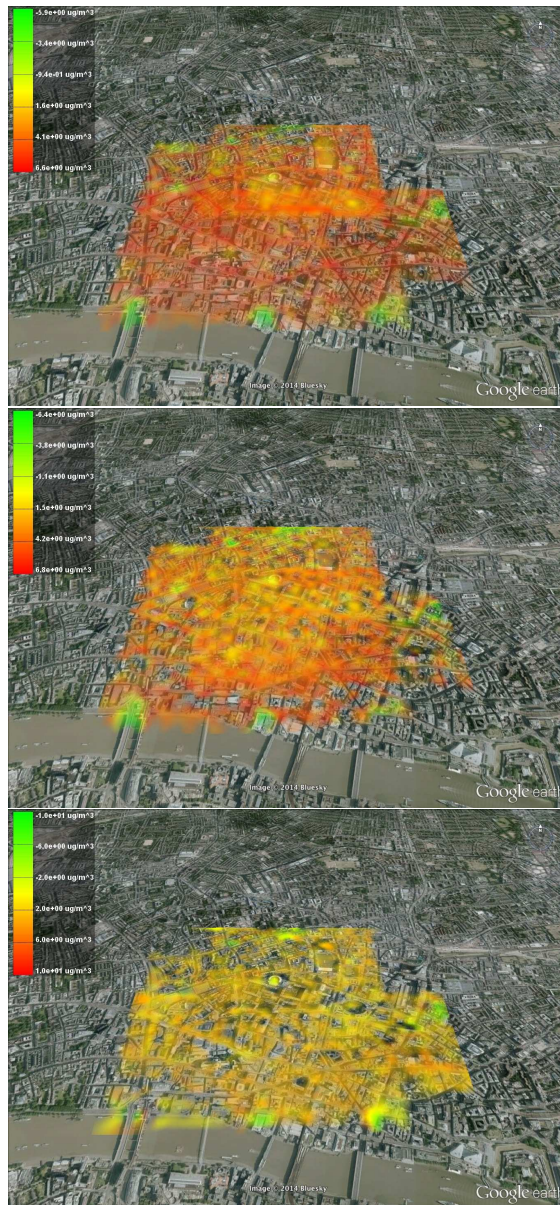 -5.9e+00 ug/m^3
-3.4e+00 ug/m^3
-9.4e-01 ug/m^3
1.6e+00 ug/m^3
4.1e+00 ug/m^3
6.6e+00 ug/m^3
Image © 2014 Bluesky
Google earth
-6.4e+00 ug/m^3
-3.8e+00 ug/m^3
-1.1e+00 ug/m^3
1.5e+00 ug/m^3
4.2e+00 ug/m^3
6.8e+00 ug/m^3
Image © 2014 Bluesky
Google earth
-1.0e+01 ug/m^3
-6.0e+00 ug/m^3
-2.0e+00 ug/m^3
2.0e+00 ug/m^3
6.0e+00 ug/m^3
1.0e+01 ug/m^3
Image © 2014 Bluesky
Google earth